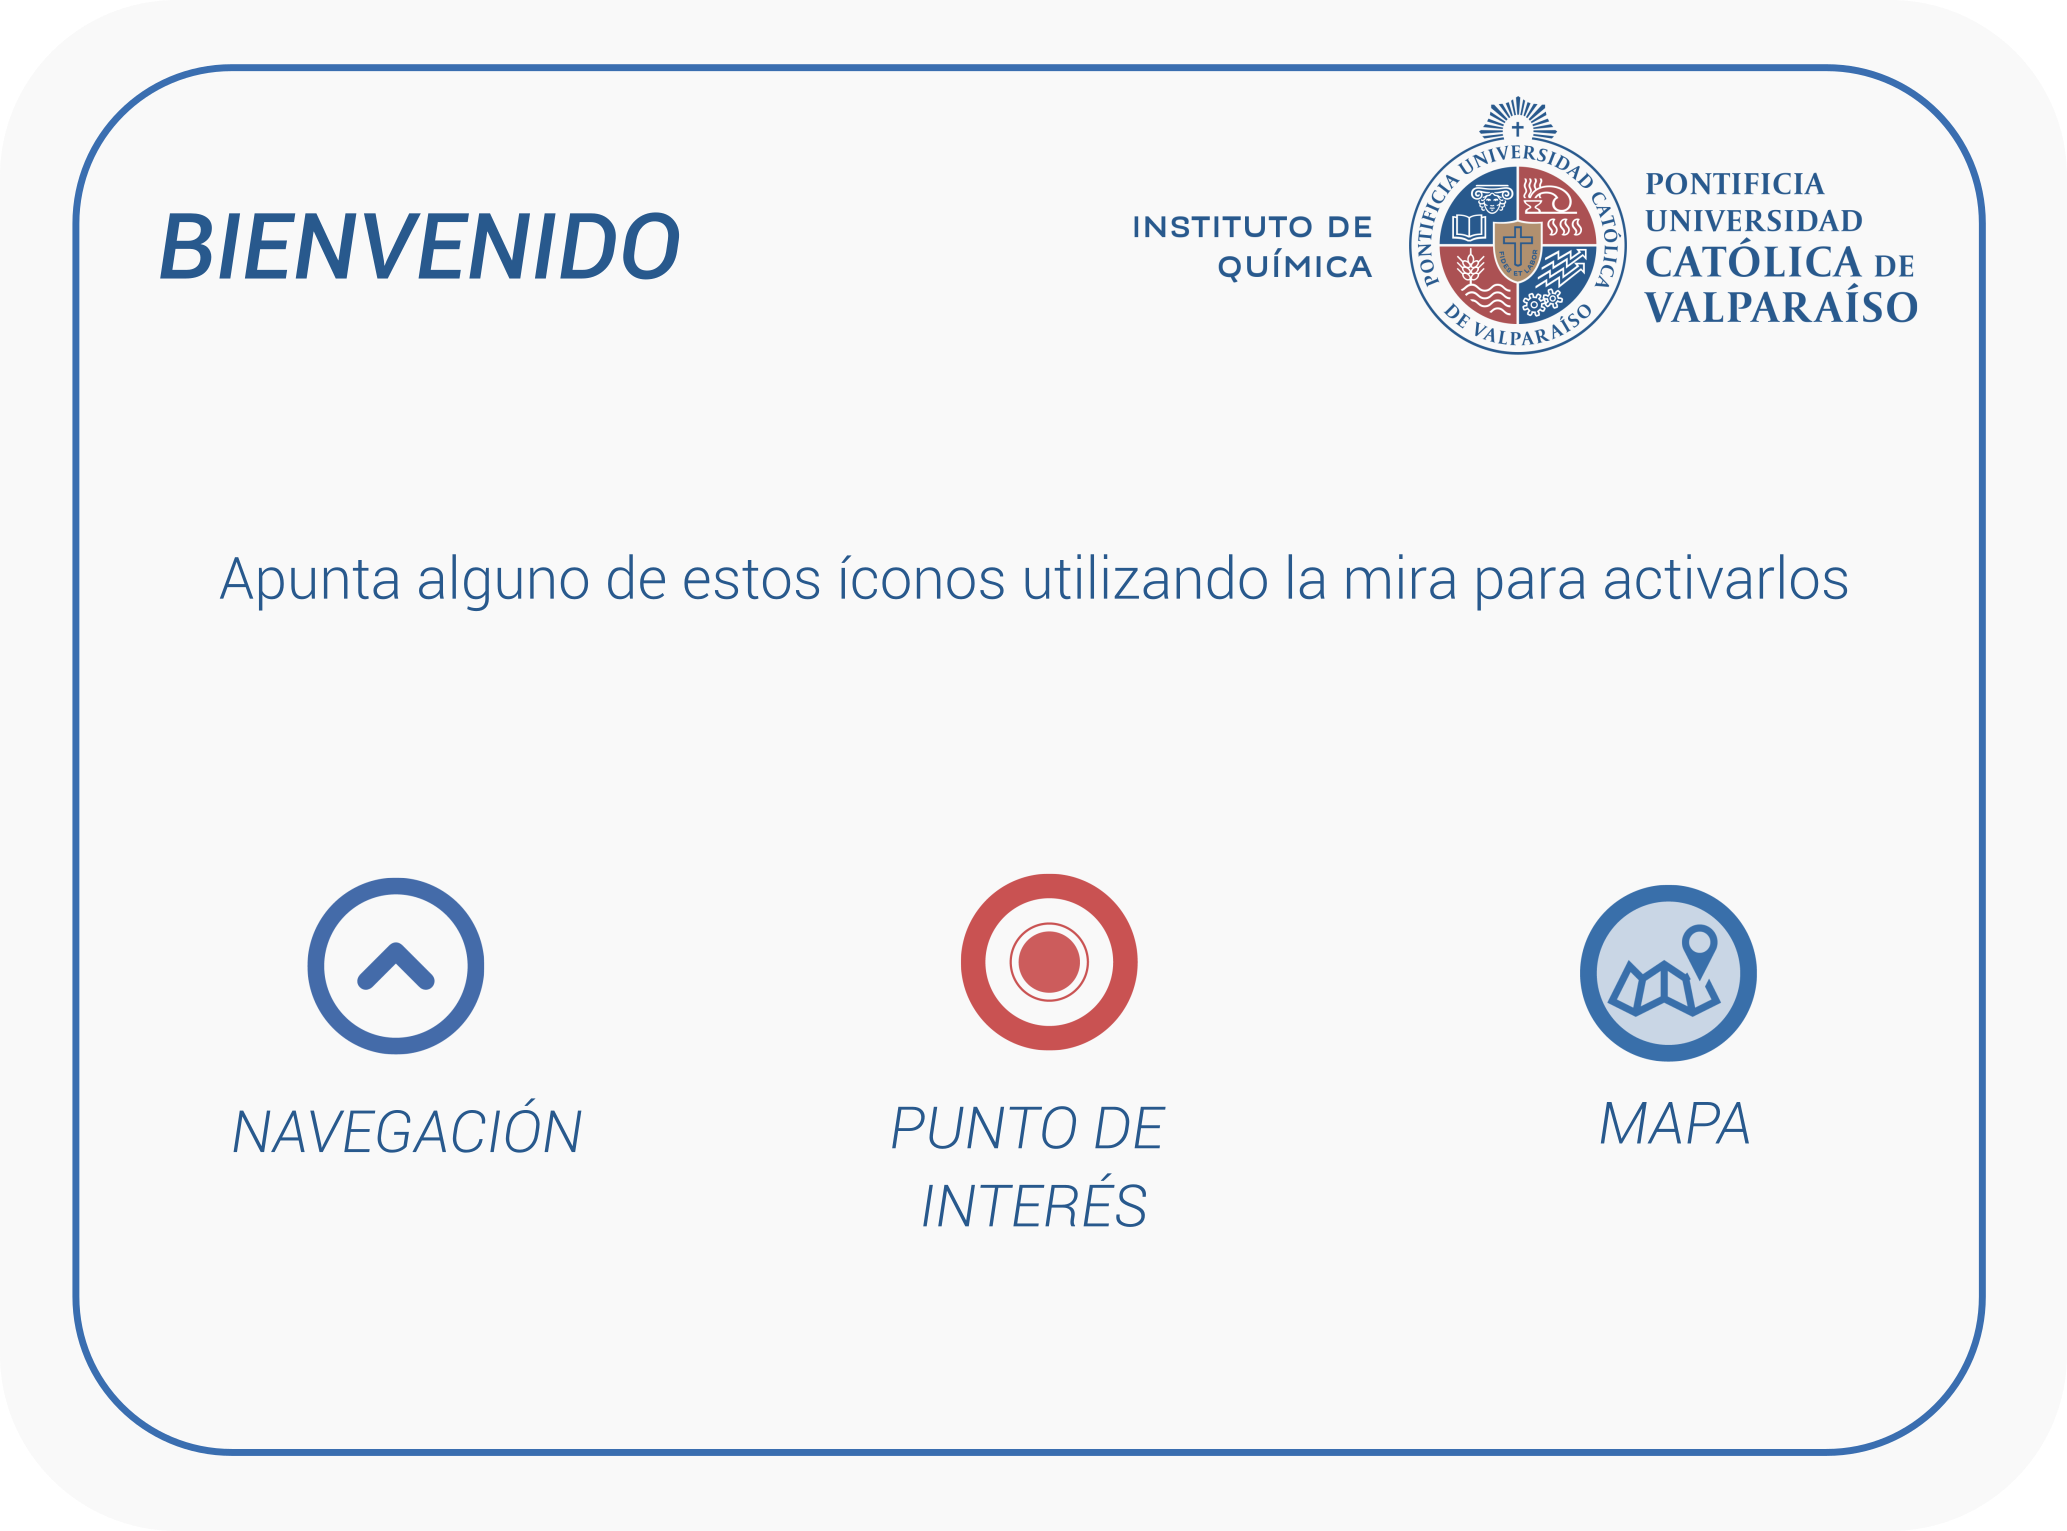 BIENVENIDO
INSTITUTO DE
QUÍMICA
PONTIFICIA UNIVERSIDAD CATÓLICA
DE VALPARAÍSO
FIDES ET LABOR
PONTIFICIA
UNIVERSIDAD
CATÓLICA DE
VALPARAÍSO
Apunta alguno de estos íconos utilizando la mira para activarlos
NAVEGACIÓN
PUNTO DE
INTERÉS
MAPA